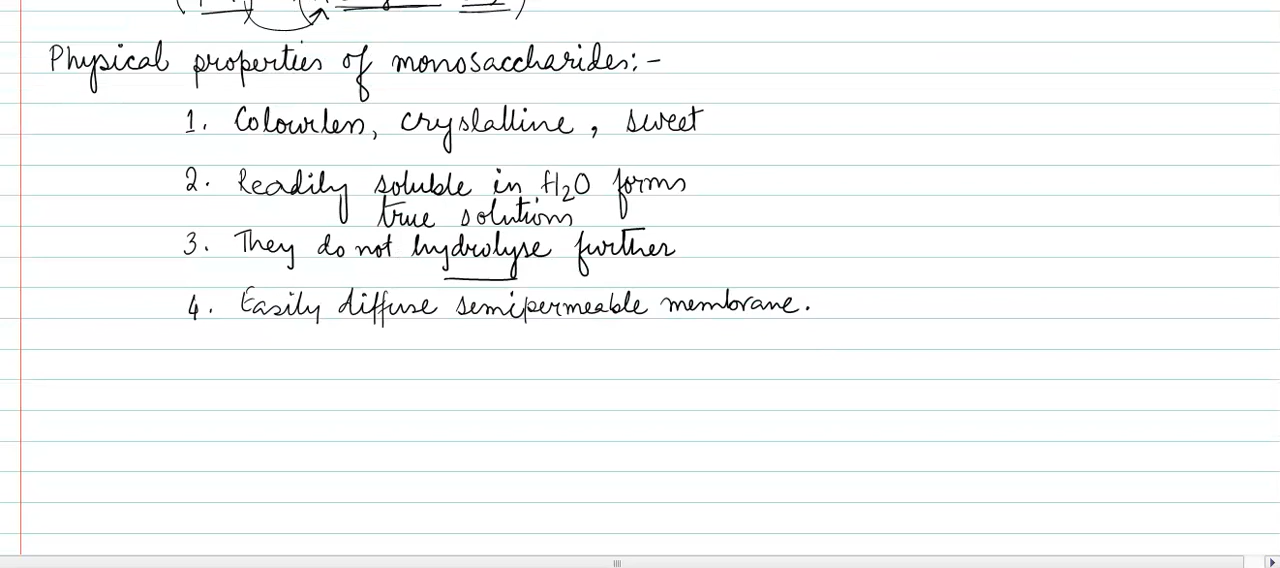 Physical properties of monosaccharides:-
1. Colourless, crystalline, sweet
2. Readily soluble in H2O forms
true solutions
3. They do not hydrolyse further
4. Easily diffuse semipermeable membrane.